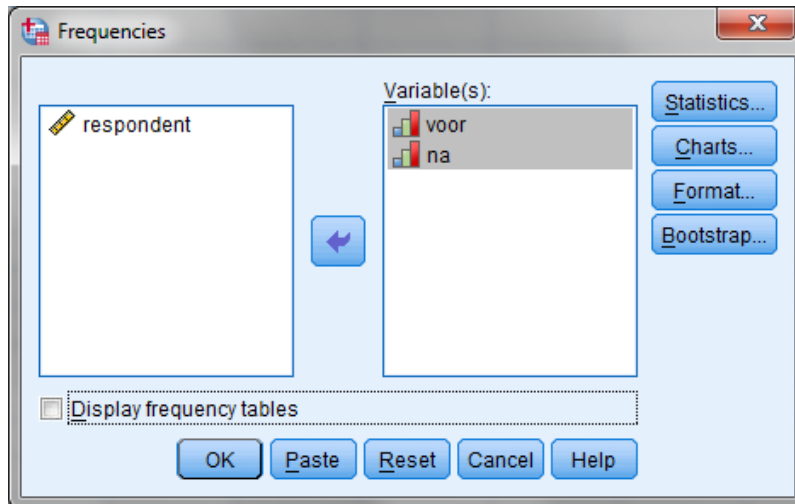 Frequencies
respondent
Variable(s):
voor
na
Statistics...
Charts...
Format...
Bootstrap...
Display frequency tables
OK Paste Reset Cancel Help